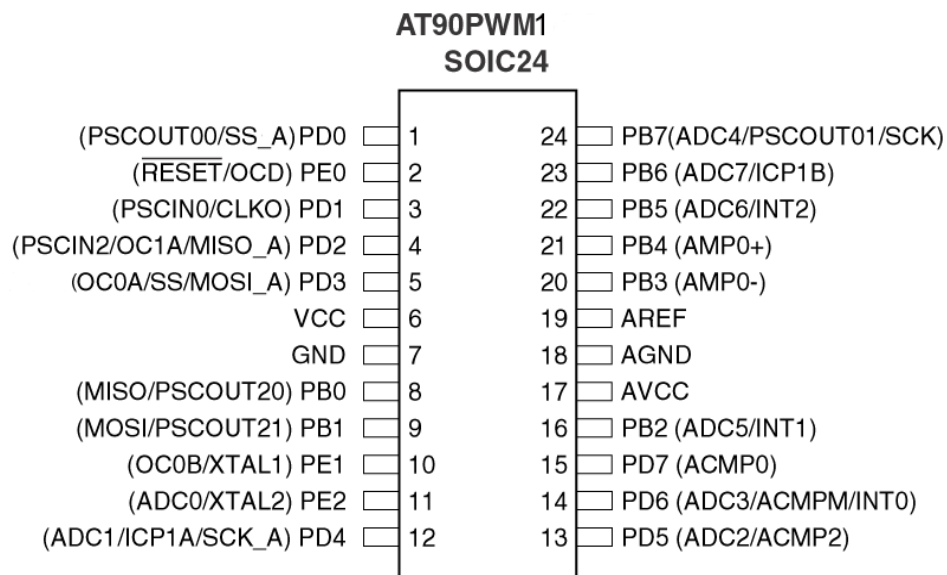 AT90PWM1
SOIC24
(PSCOUT00/SS_A)PD0 1 24 PB7(ADC4/PSCOUT01/SCK)
(RESET/OCD) PE0 2 23 PB6 (ADC7/ICP1B)
(PSCIN0/CLKO) PD1 3 22 PB5 (ADC6/INT2)
(PSCIN2/OC1A/MISO_A) PD2 4 21 PB4 (AMP0+)
(OC0A/SS/MOSI_A) PD3 5 20 PB3 (AMP0-)
VCC 6 19 AREF
GND 7 18 AGND
(MISO/PSCOUT20) PB0 8 17 AVCC
(MOSI/PSCOUT21) PB1 9 16 PB2 (ADC5/INT1)
(OC0B/XTAL1) PE1 10 15 PD7 (ACMP0)
(ADC0/XTAL2) PE2 11 14 PD6 (ADC3/ACMPM/INT0)
(ADC1/ICP1A/SCK_A) PD4 12 13 PD5 (ADC2/ACMP2)